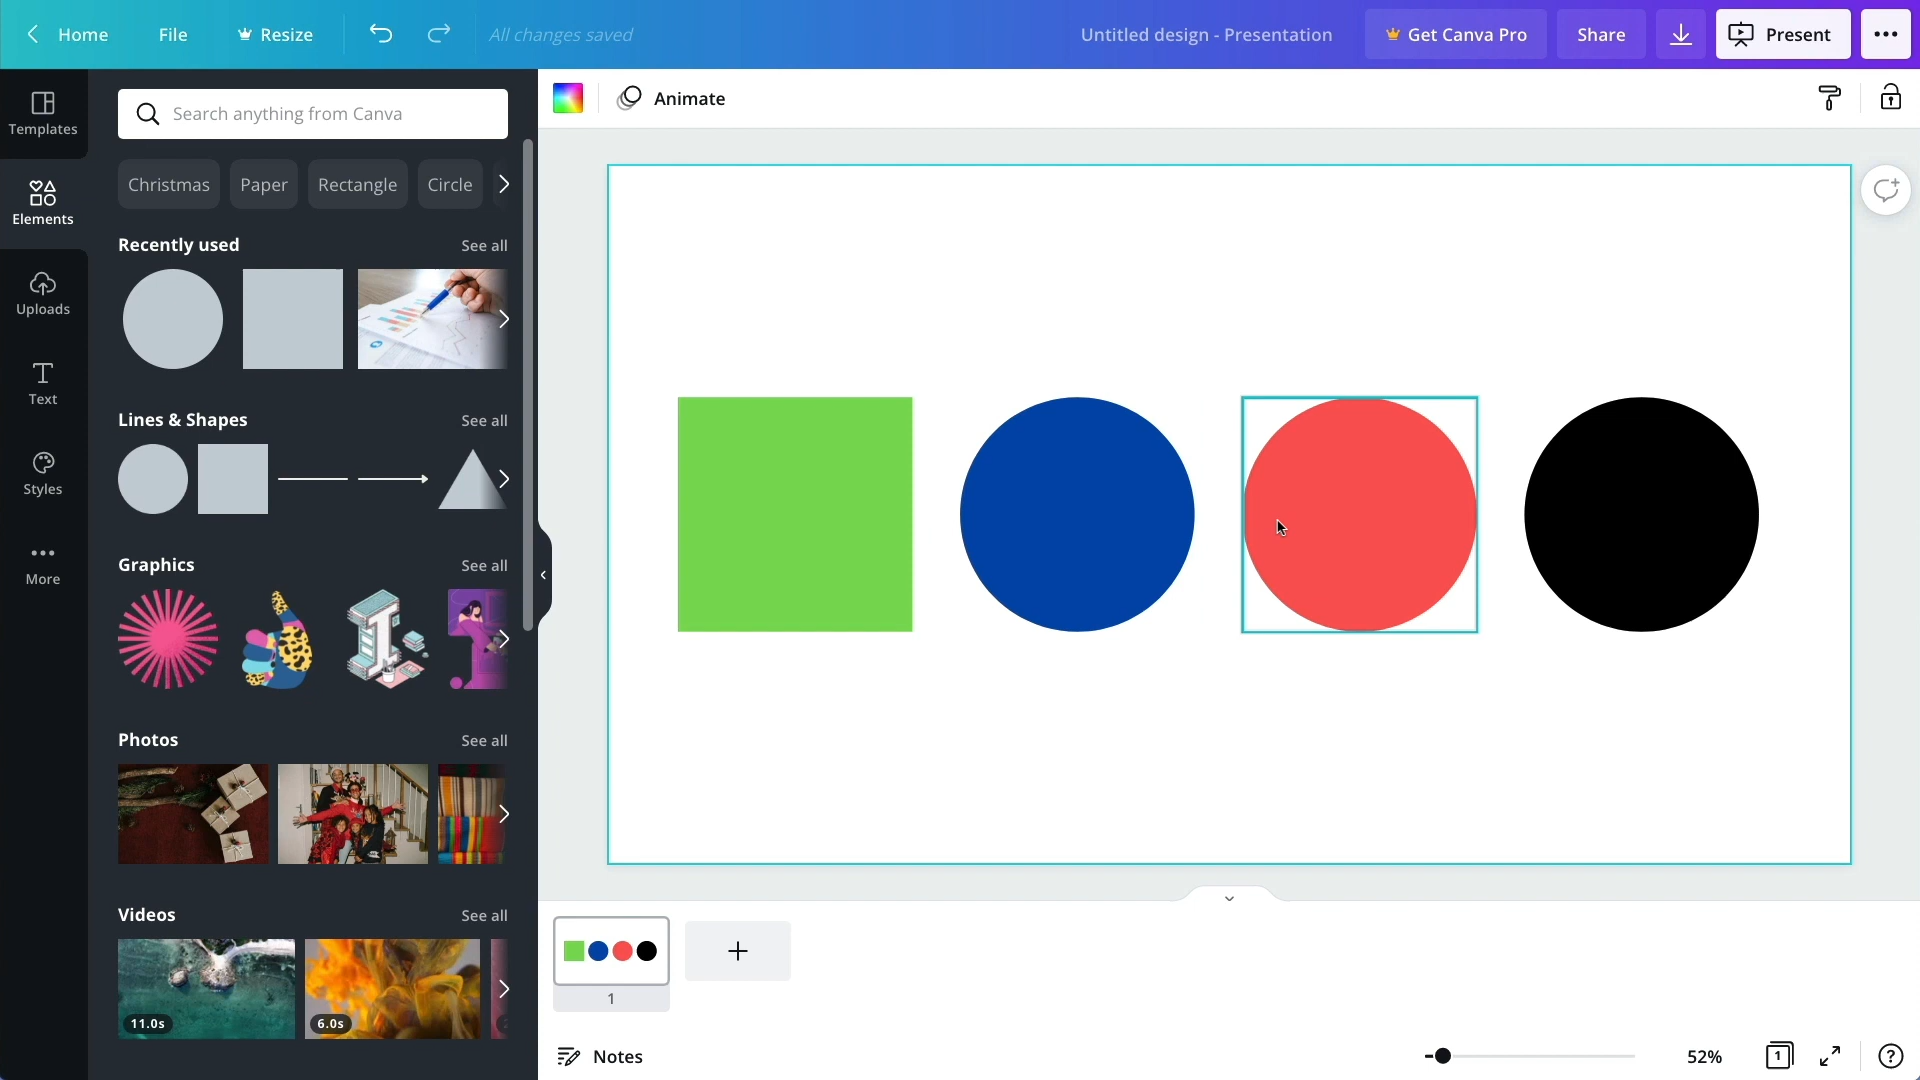 Home
File
Resize
All changes saved
Untitled design - Presentation
Get Canva Pro
Share
Present
Templates
Elements
Uploads
Text
Styles
More
Search anything from Canva
Christmas
Paper
Rectangle
Circle
Recently used
See all
Lines & Shapes
See all
Graphics
See all
Photos
See all
Videos
See all
11.0s
6.0s
Animate
1
Notes
52%
1
?